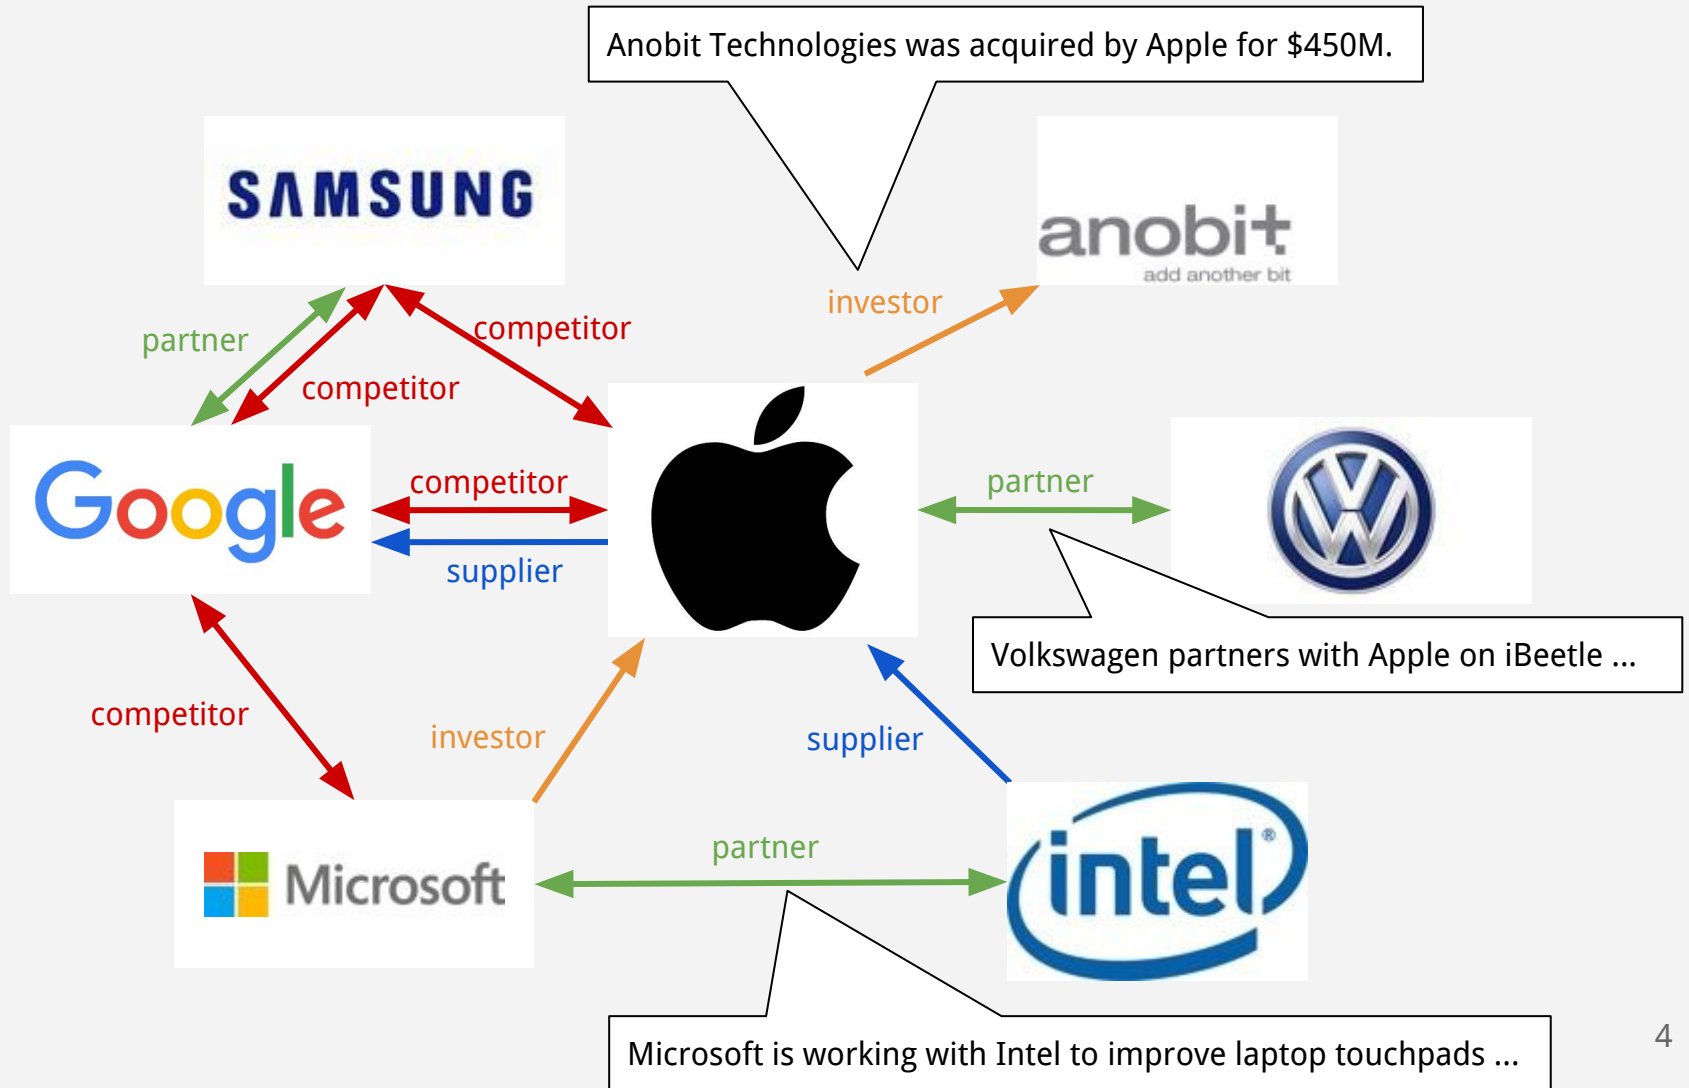 Anobit Technologies was acquired by Apple for $450M.
SAMSUNG
anobit
add another bit
investor
partner
competitor
competitor
Google
competitor
supplier
partner
Volkswagen partners with Apple on iBeetle ...
competitor
investor
supplier
Microsoft
partner
intel®
Microsoft is working with Intel to improve laptop touchpads ...
4